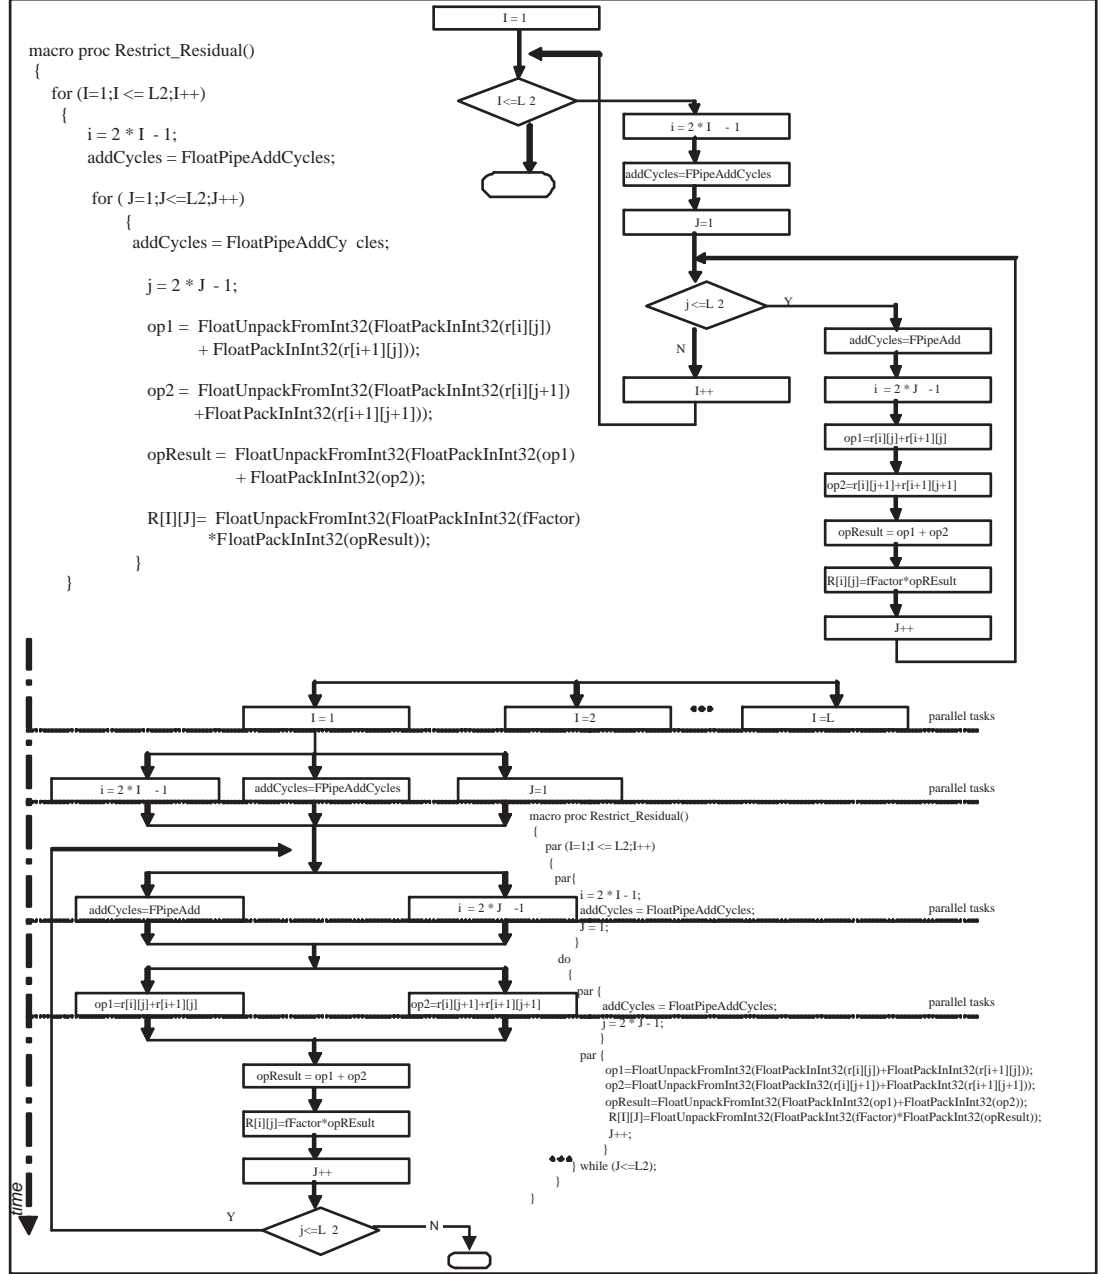 macro proc Restrict_Residual()
{
for (I=1;I <= L2;I++)
{
i = 2 * I - 1;
addCycles = FloatPipeAddCycles;
for ( J=1;J<=L2;J++)
{
addCycles = FloatPipeAddCy cles;
j = 2 * J - 1;
op1 = FloatUnpackFromInt32(FloatPackInInt32(r[i][j])
+ FloatPackInInt32(r[i+1][j]));
op2 = FloatUnpackFromInt32(FloatPackInInt32(r[i][j+1])
+FloatPackInInt32(r[i+1][j+1]));
opResult = FloatUnpackFromInt32(FloatPackInInt32(op1)
+ FloatPackInInt32(op2));
R[I][J]= FloatUnpackFromInt32(FloatPackInInt32(fFactor)
*FloatPackInInt32(opResult));
}
}
I = 1
I<=L 2
i = 2 * I - 1
addCycles=FPipeAddCycles
J=1
j<=L 2
Y
N
I++
addCycles=FPipeAdd
i = 2 * J - 1
op1=r[i][j]+r[i+1][j]
op2=r[i][j+1]+r[i+1][j+1]
opResult = op1 + op2
R[i][j]=fFactor*opREsult
J++
I = 1
I =2
I =L
parallel tasks
i = 2 * I - 1
addCycles=FPipeAddCycles
J=1
parallel tasks
addCycles=FPipeAdd
i = 2 * J -1
parallel tasks
op1=r[i][j]+r[i+1][j]
op2=r[i][j+1]+r[i+1][j+1]
parallel tasks
opResult = op1 + op2
R[i][j]=fFactor*opREsult
J++
j<=L 2
Y
N
time
macro proc Restrict_Residual()
{
par (I=1;I <= L2;I++)
{
par{
i = 2 * I - 1;
addCycles = FloatPipeAddCycles;
J = 1;
}
do
{
par {
addCycles = FloatPipeAddCycles;
j = 2 * J - 1;
}
par {
op1=FloatUnpackFromInt32(FloatPackInInt32(r[i][j])+FloatPackInInt32(r[i+1][j]));
op2=FloatUnpackFromInt32(FloatPackIn32(r[i][j+1])+FloatPackInt32(r[i+1][j+1]));
opResult=FloatUnpackFromInt32(FloatPackInInt32(op1)+FloatPackInInt32(op2));
R[I][J]=FloatUnpackFromInt32(FloatPackInt32(fFactor)*FloatPackInt32(opResult));
J++;
}
} while (J<=L2);
}
}